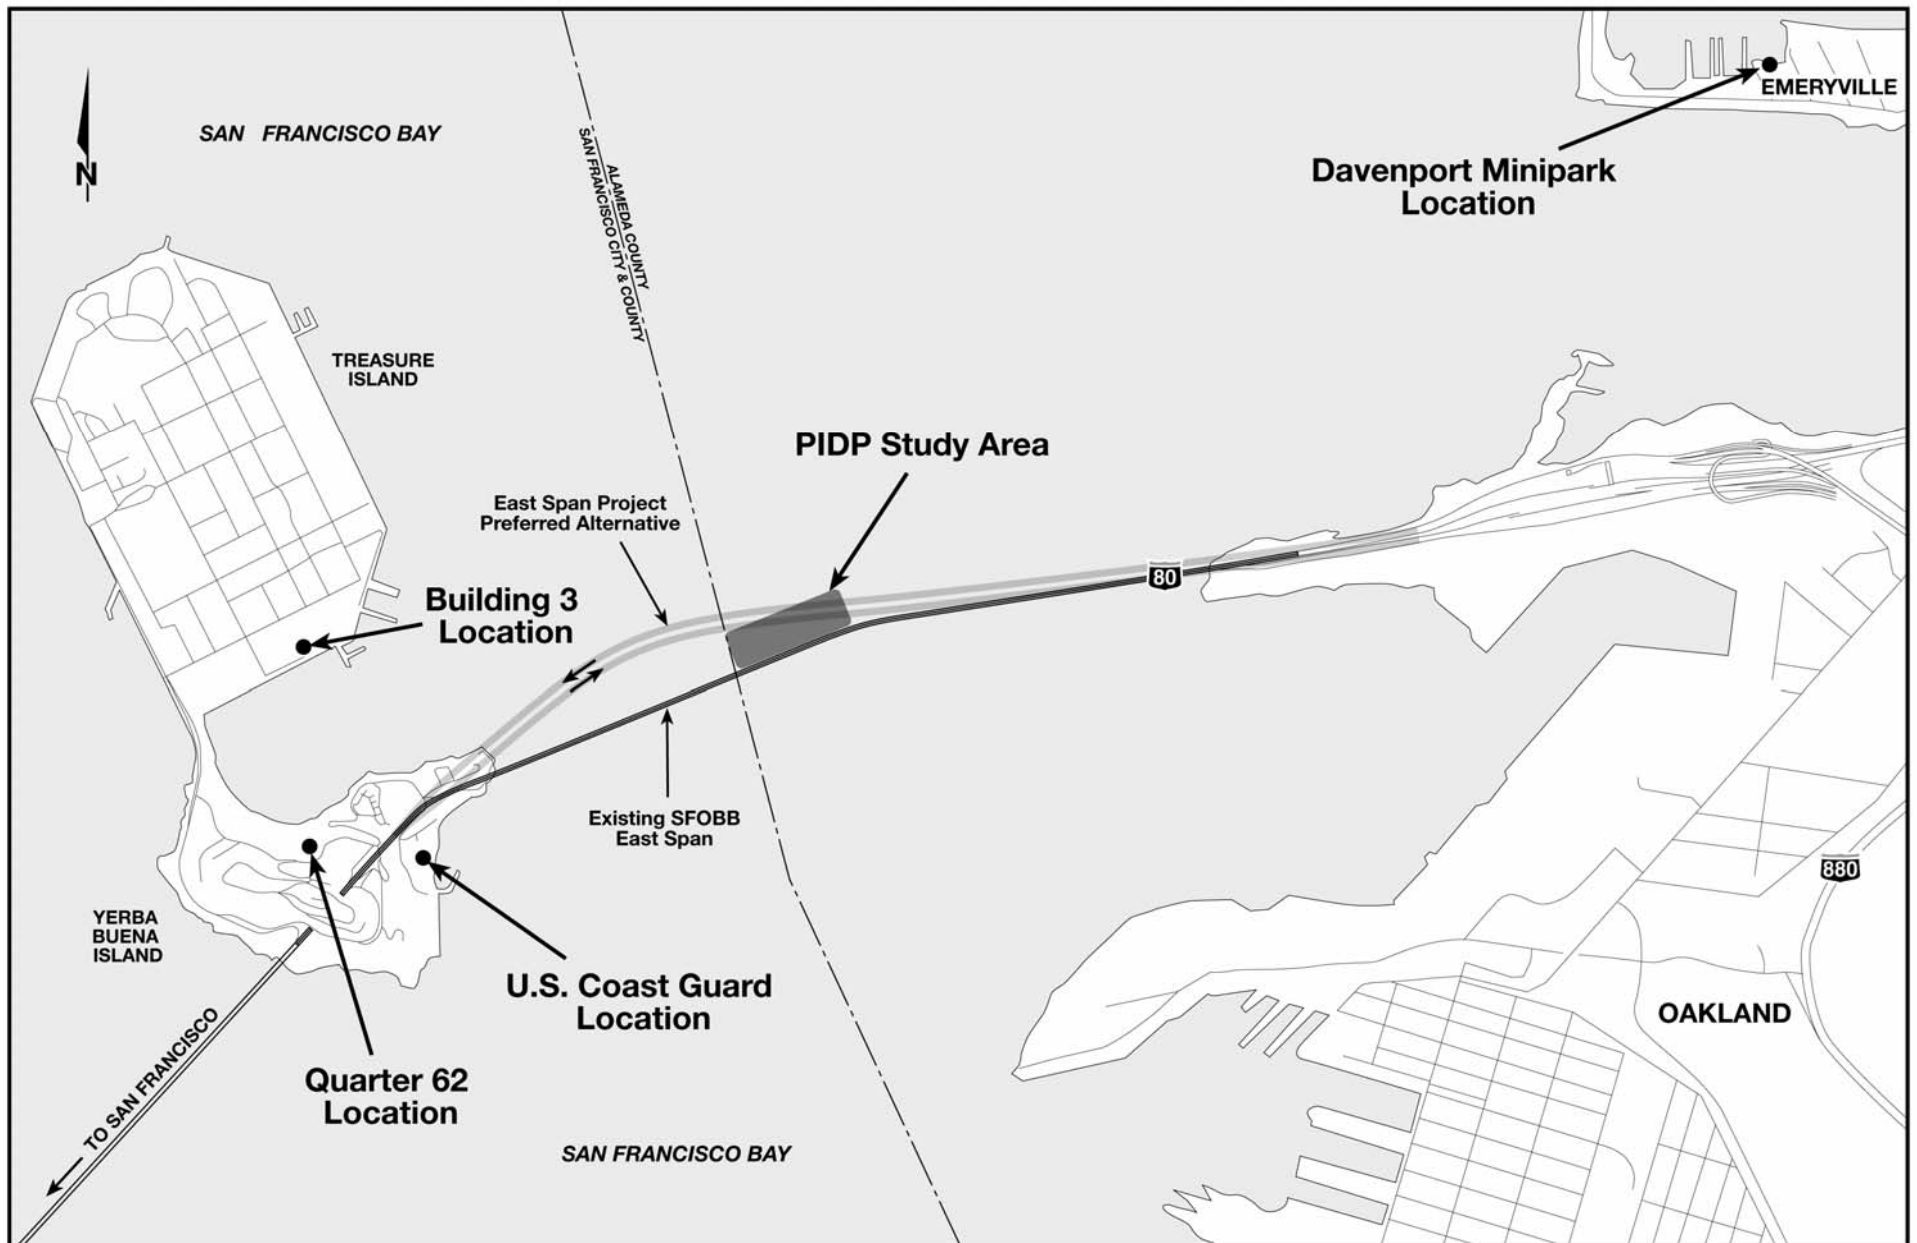 EMERYVILLE
SAN FRANCISCO BAY
N
Davenport Minipark
Location
ALAMEDA COUNTY
SAN FRANCISCO CITY & COUNTY
TREASURE
ISLAND
PIDP Study Area
East Span Project
Preferred Alternative
80
Building 3
Location
Existing SFOBB
East Span
880
YERBA
BUENA
ISLAND
U.S. Coast Guard
Location
OAKLAND
TO SAN FRANCISCO
Quarter 62
Location
SAN FRANCISCO BAY